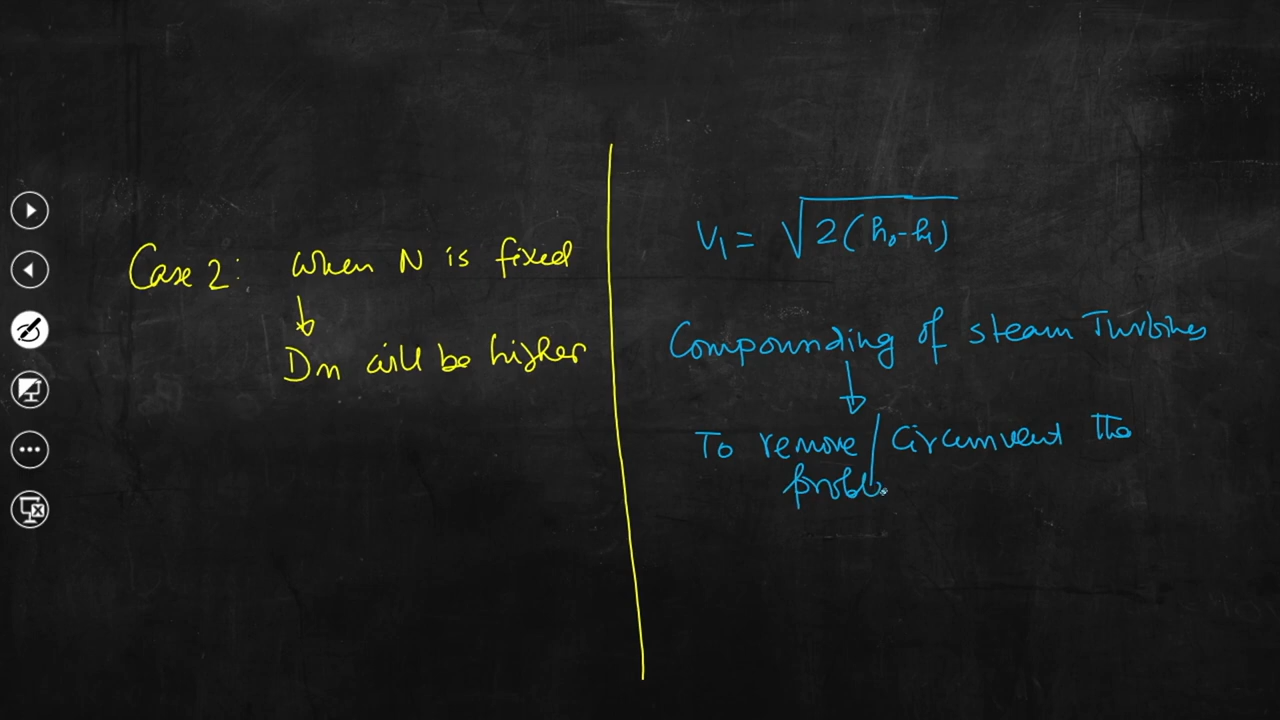 Case 2: when N is fixed
↓
Dm will be higher
V₁ = √2(h₀-h₁)
Compounding of steam Turbines
↓
To remove / Circumvent the
proble